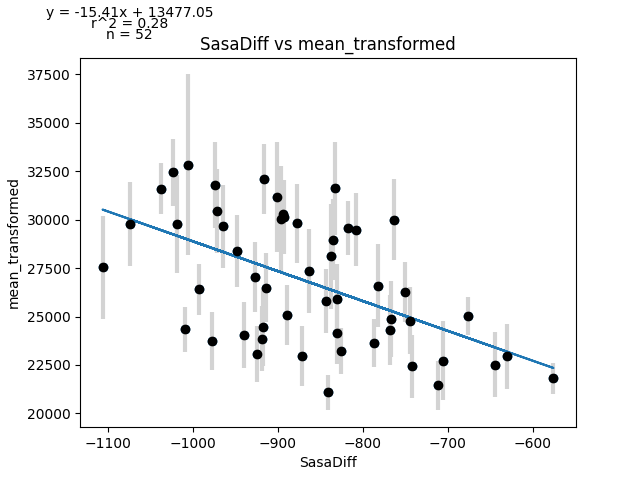 y = -15.41x + 13477.05
r^2 = 0.28
n = 52
SasaDiff vs mean_transformed
37500
35000
32500
30000
27500
25000
22500
20000
mean_transformed
−1100 −1000 −900 −800 −700 −600
SasaDiff